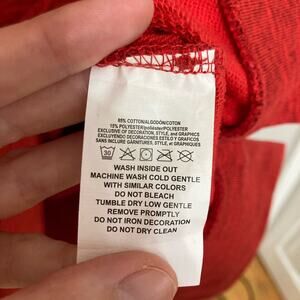 85% COTTON/ALGODÓN/COTON
15% POLYESTER/poliéster/POLYESTER
EXCLUSIVE OF DECORATION, STYLE, and GRAPHICS
EXCLUYENDO DECORACIONES ESTILO Y GRAFICOS
SANS INCLURE GARNITURES, STYLE, et GRAPHIQUES
30
WASH INSIDE OUT
MACHINE WASH COLD GENTLE
WITH SIMILAR COLORS
DO NOT BLEACH
TUMBLE DRY LOW GENTLE
REMOVE PROMPTLY
DO NOT IRON DECORATION
DO NOT DRY CLEAN